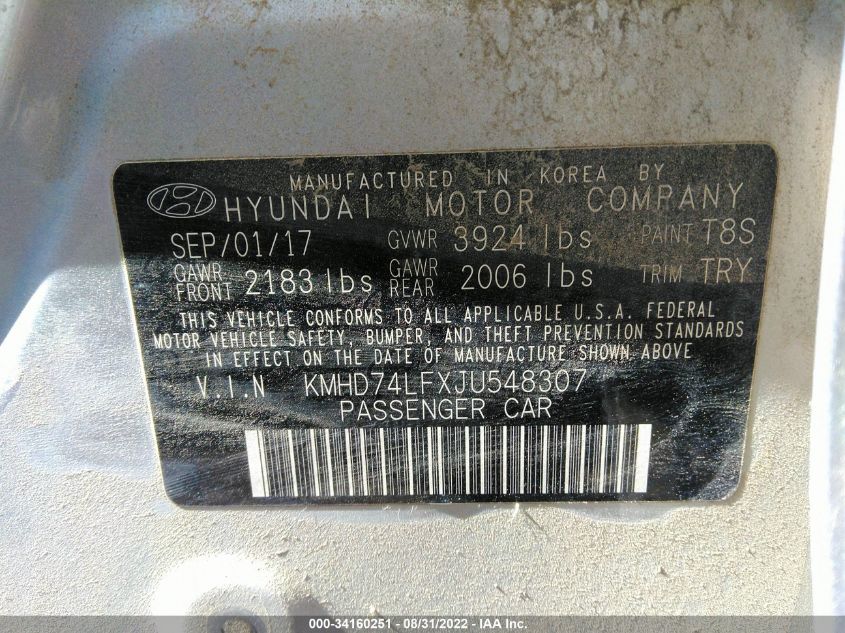 MANUFACTURED IN KOREA BY
HYUNDAI MOTOR COMPANY
SEP/01/17 GVWR 3924 lbs PAINT T8S
GAWR FRONT 2183 lbs GAWR REAR 2006 lbs TRIM TRY
THIS VEHICLE CONFORMS TO ALL APPLICABLE U.S.A. FEDERAL
MOTOR VEHICLE SAFETY, BUMPER, AND THEFT PREVENTION STANDARDS
IN EFFECT ON THE DATE OF MANUFACTURE SHOWN ABOVE
V.I.N KMHD74LFXJU548307
PASSENGER CAR
000-34160251 - 08/31/2022 - IAA Inc.